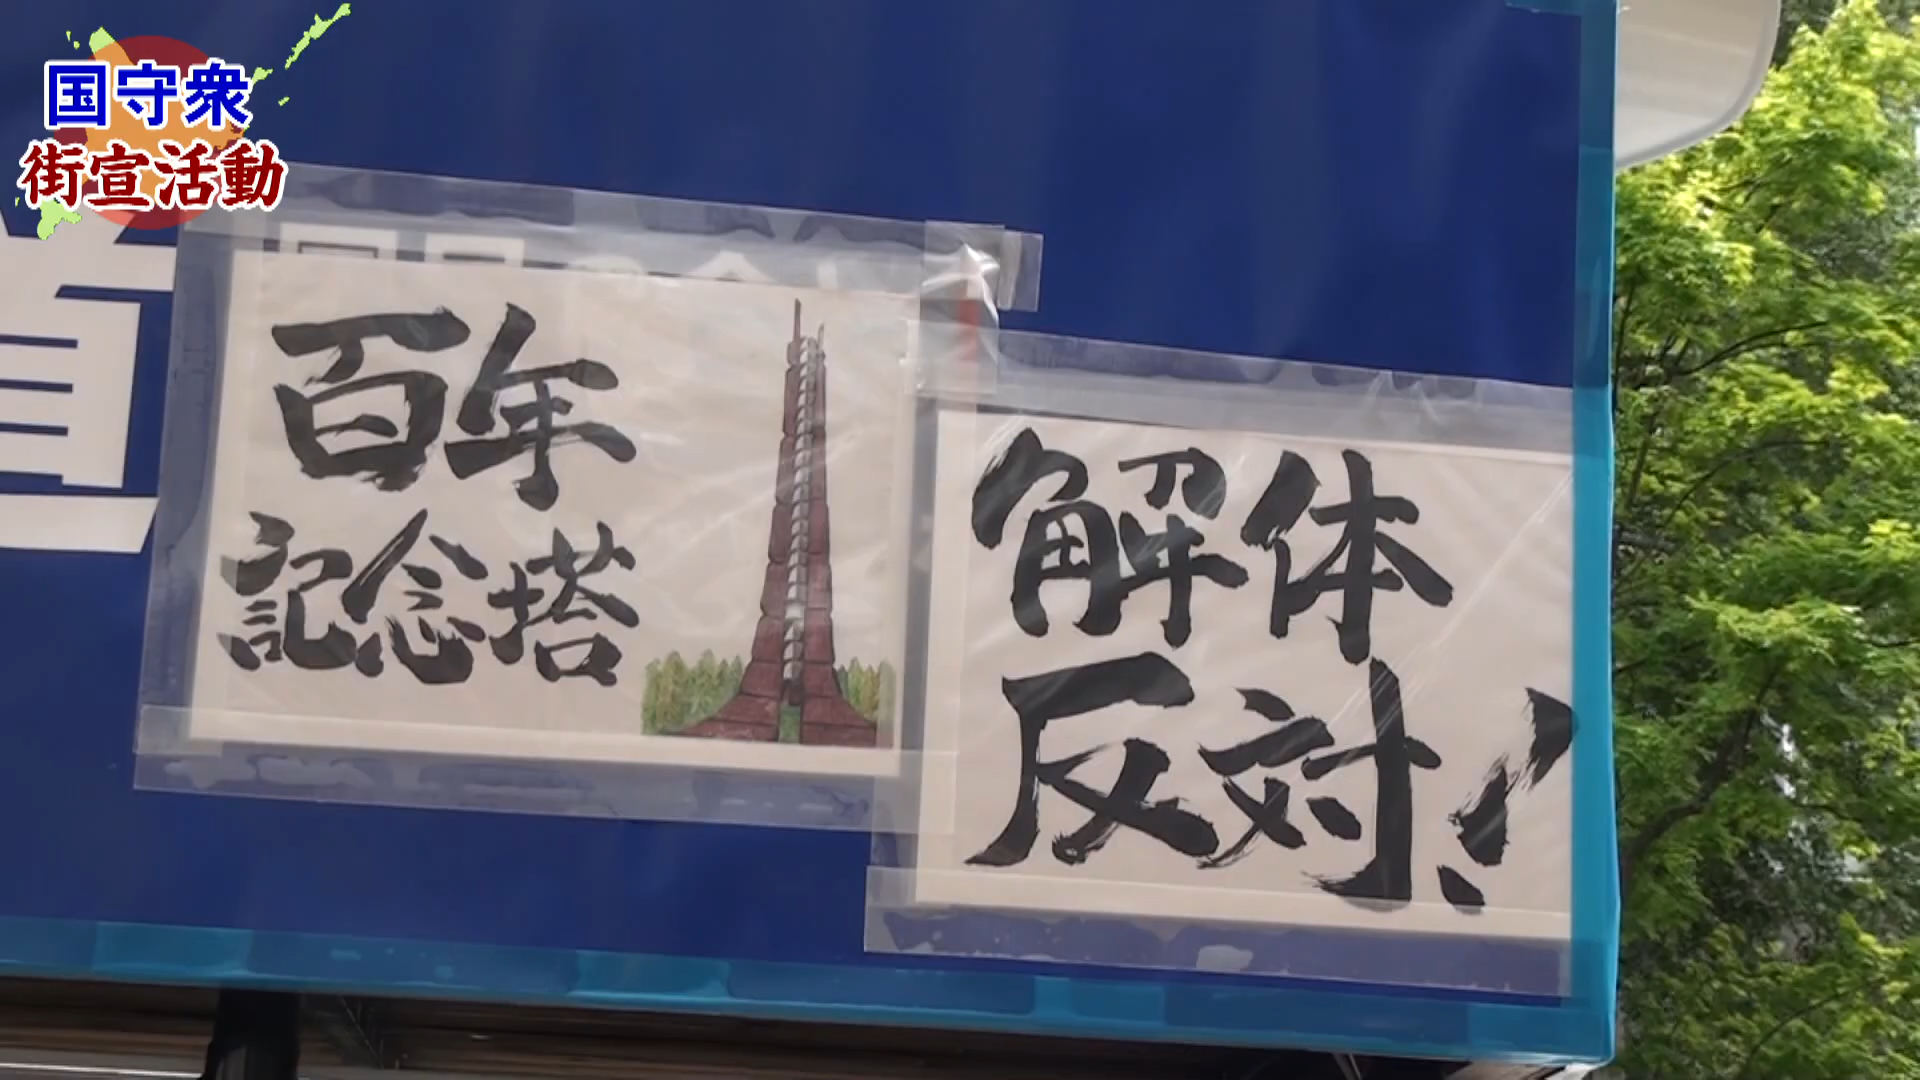 国守衆
街宣活動
百年
記念塔
解体
反対!